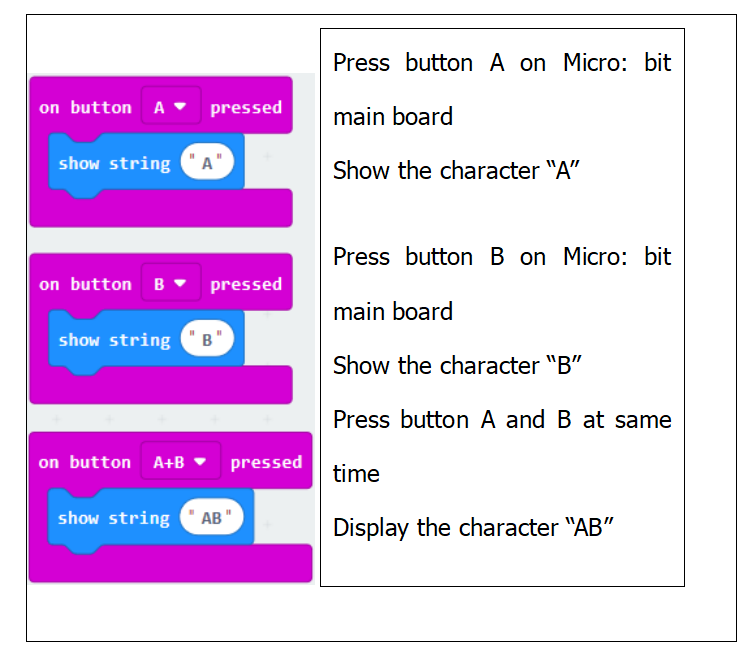 on button A pressed
show string "A"
on button B pressed
show string "B"
on button A+B pressed
show string "AB"
Press button A on Micro: bit
main board
Show the character “A”
Press button B on Micro: bit
main board
Show the character “B”
Press button A and B at same
time
Display the character “AB”